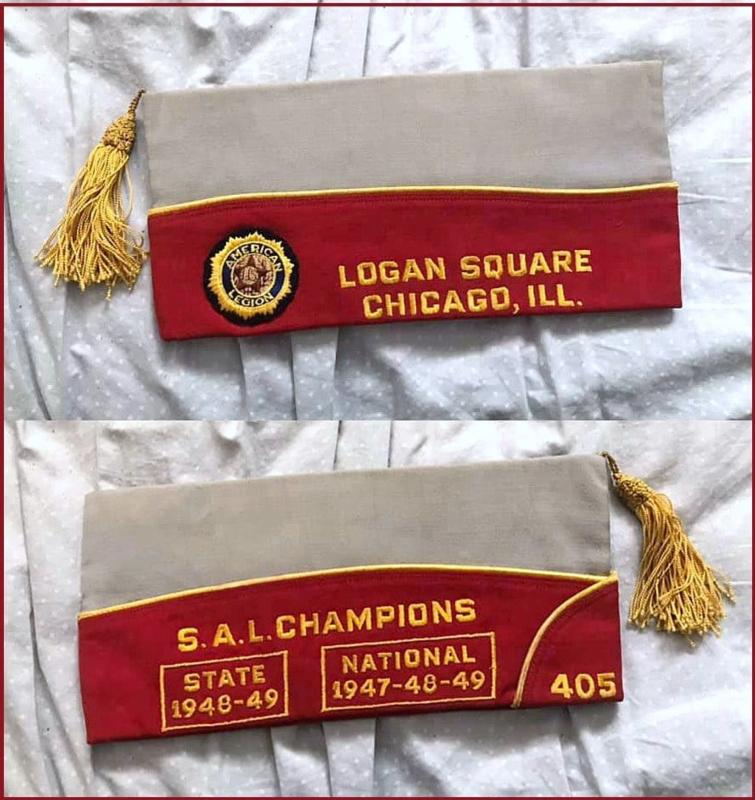 AMERICAN
LEGION
LOGAN SQUARE
CHICAGO, ILL.
S.A.L. CHAMPIONS
STATE
1948-49
NATIONAL
1947-48-49
405